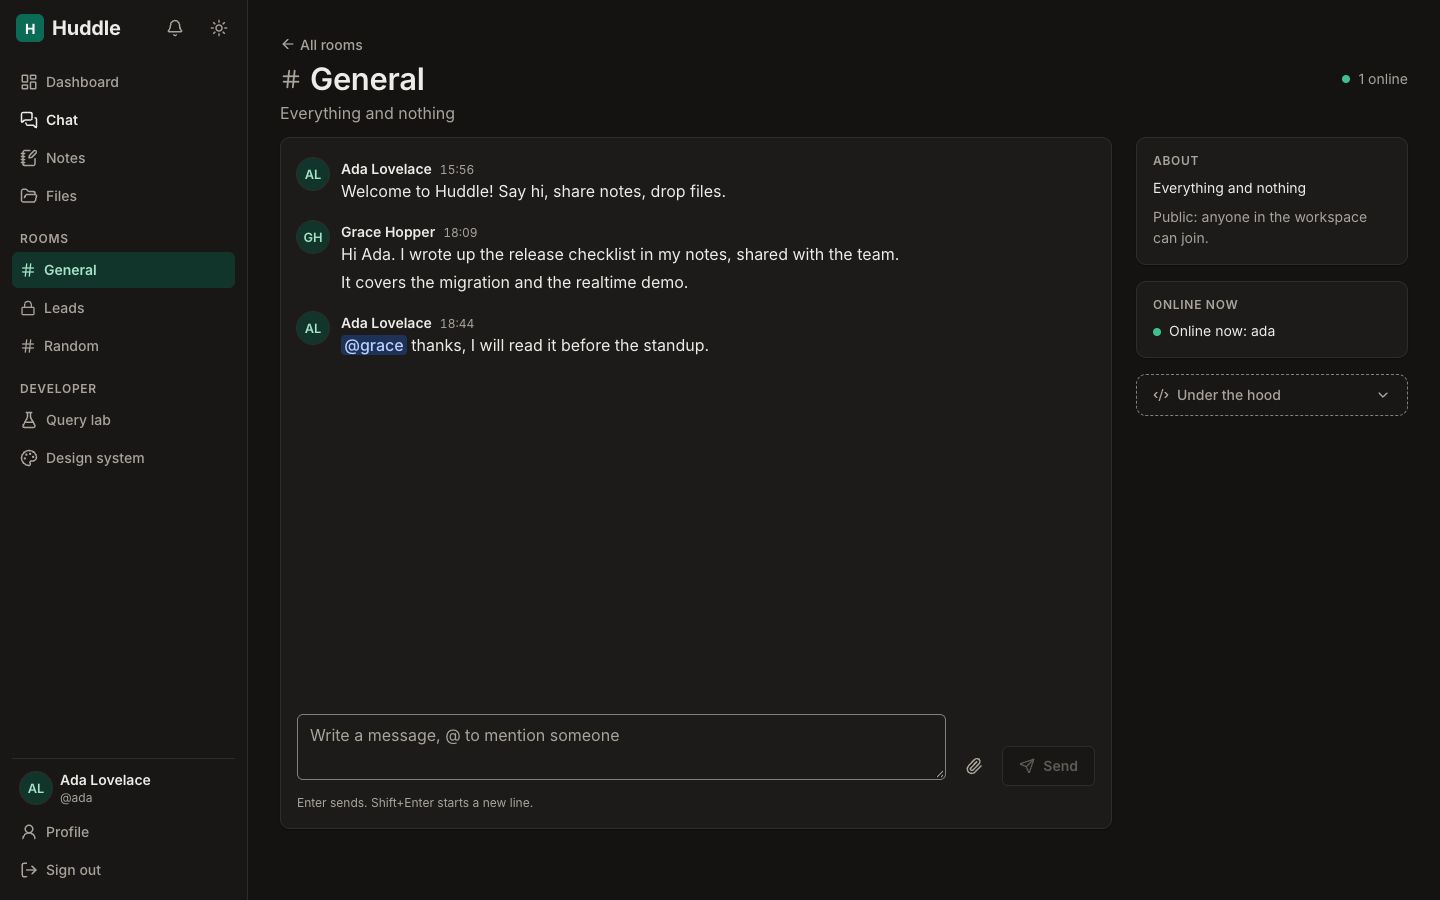 H Huddle
Dashboard
Chat
Notes
Files
ROOMS
General
Leads
Random
DEVELOPER
Query lab
Design system
AL Ada Lovelace
@ada
Profile
Sign out
All rooms
# General
1 online
Everything and nothing
AL Ada Lovelace 15:56
Welcome to Huddle! Say hi, share notes, drop files.
GH Grace Hopper 18:09
Hi Ada. I wrote up the release checklist in my notes, shared with the team.
It covers the migration and the realtime demo.
AL Ada Lovelace 18:44
@grace thanks, I will read it before the standup.
Write a message, @ to mention someone
Send
Enter sends. Shift+Enter starts a new line.
ABOUT
Everything and nothing
Public: anyone in the workspace
can join.
ONLINE NOW
Online now: ada
Under the hood